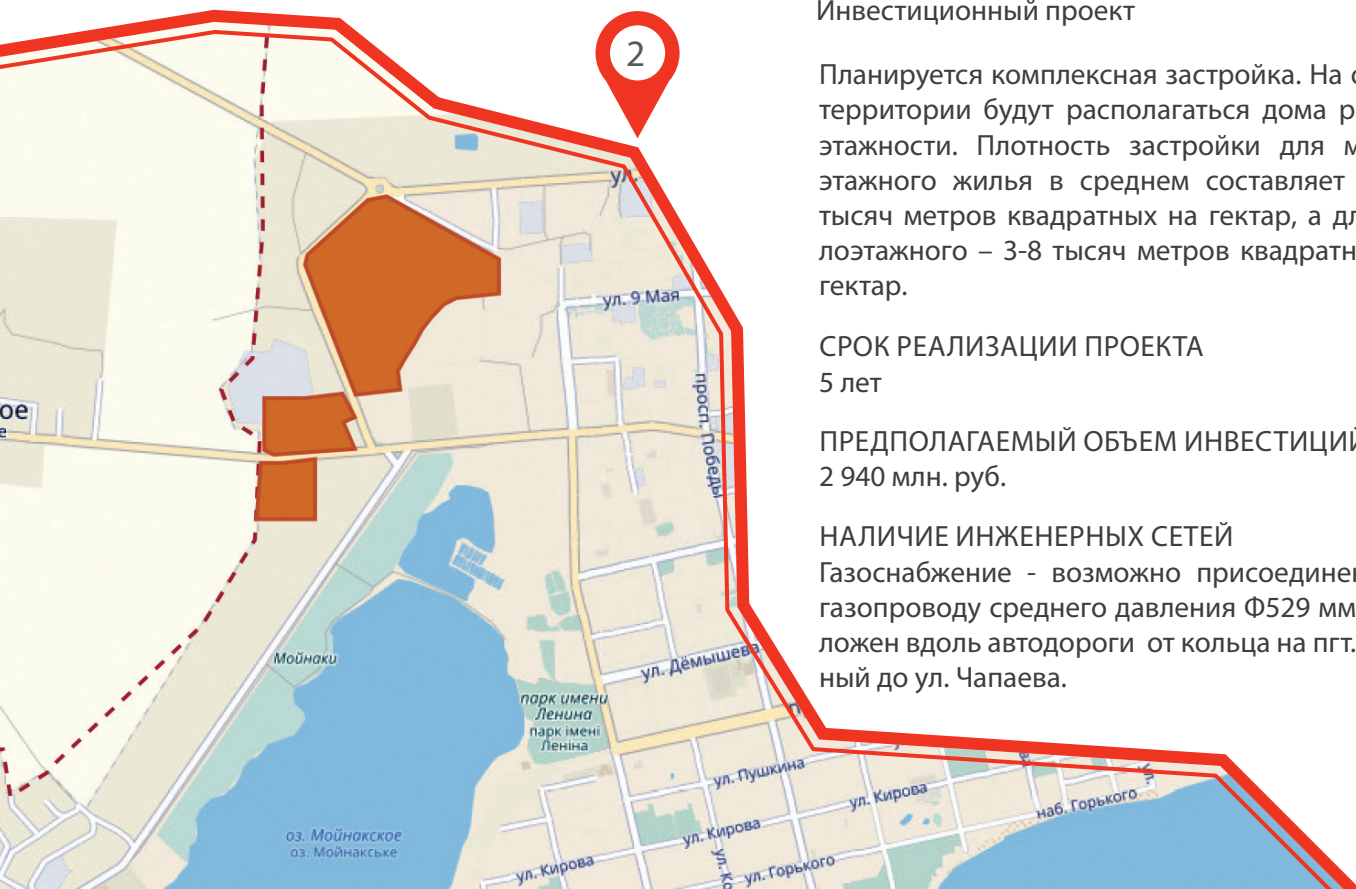 Инвестиционный проект
Планируется комплексная застройка. На
территории будут располагаться дома
этажности. Плотность застройки для
этажного жилья в среднем составляет
тысяч метров квадратных на гектар, а
лоэтажного – 3-8 тысяч метров
гектар.
СРОК РЕАЛИЗАЦИИ ПРОЕКТА
5 лет
ПРЕДПОЛАГАЕМЫЙ ОБЪЕМ ИНВЕСТИЦИЙ
2 940 млн. руб.
НАЛИЧИЕ ИНЖЕНЕРНЫХ СЕТЕЙ
Газоснабжение - возможно
газопроводу среднего давления Ф529 мм
ложен вдоль автодороги от кольца на пгт.
ный до ул. Чапаева.
2
ул.
ул. 9 Мая
просп. Победы
ое
е
Мойнаки
ул. Дёмышева
парк имени
Ленина
парк імені
Леніна
ул. Пушкина
ул. Кирова
наб. Горького
ул.
оз. Мойнакское
оз. Мойнакське
ул. Кирова
ул. Кирова
ул. Горького